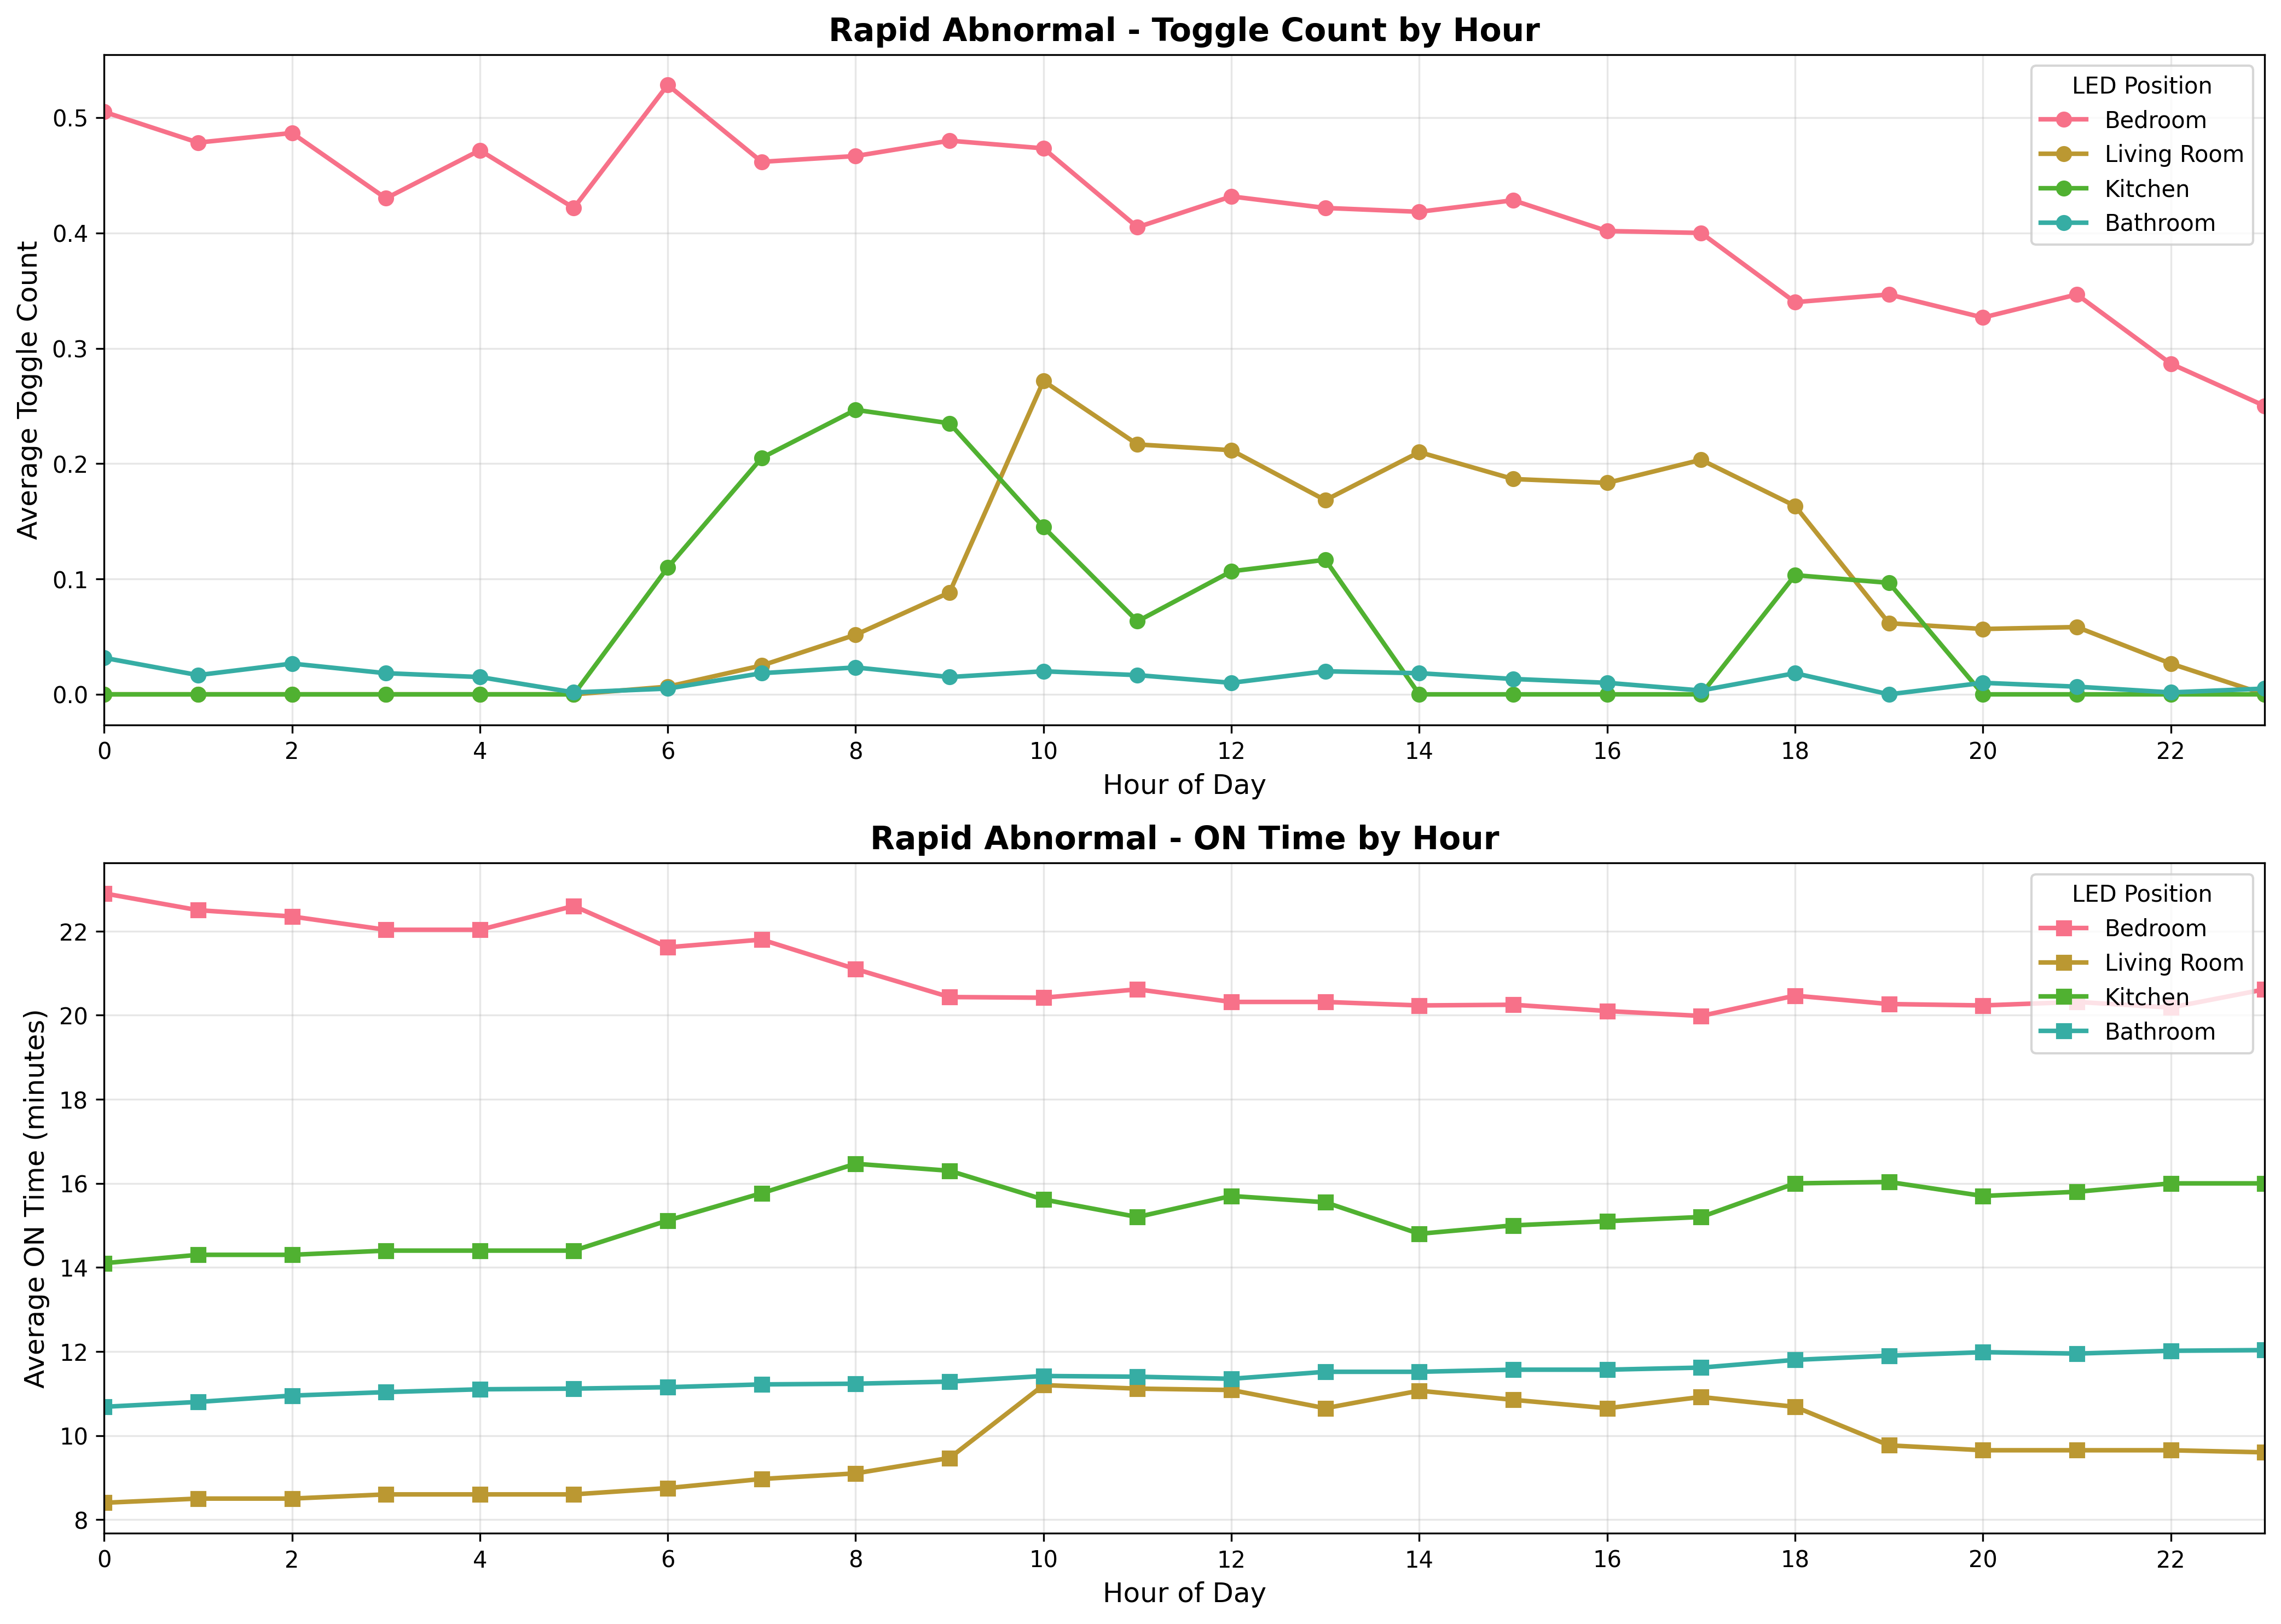 Rapid Abnormal - Toggle Count by Hour
Average Toggle Count
0.5
0.4
0.3
0.2
0.1
0.0
LED Position
Bedroom
Living Room
Kitchen
Bathroom
0 2 4 6 8 10 12 14 16 18 20 22
Hour of Day
Rapid Abnormal - ON Time by Hour
Average ON Time (minutes)
22
20
18
16
14
12
10
8
LED Position
Bedroom
Living Room
Kitchen
Bathroom
0 2 4 6 8 10 12 14 16 18 20 22
Hour of Day